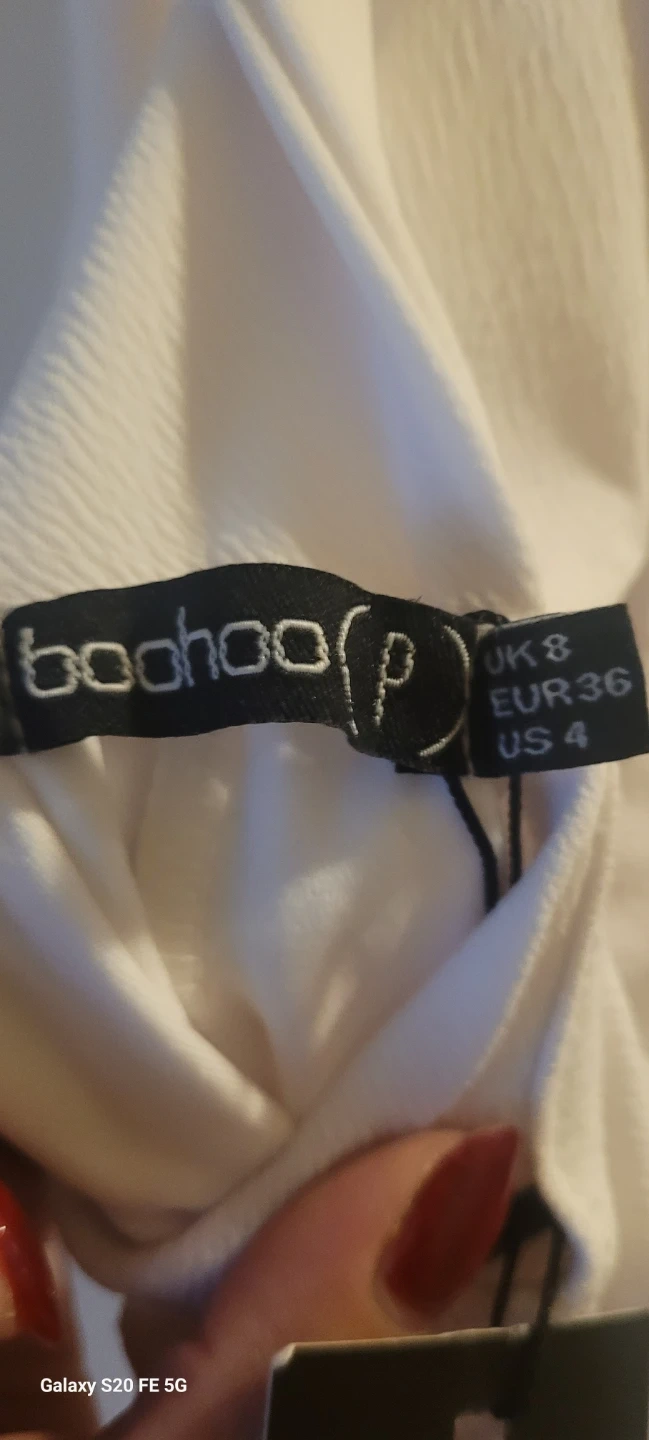 boohoo(p)
UK 8
EUR 36
US 4
Galaxy S20 FE 5G